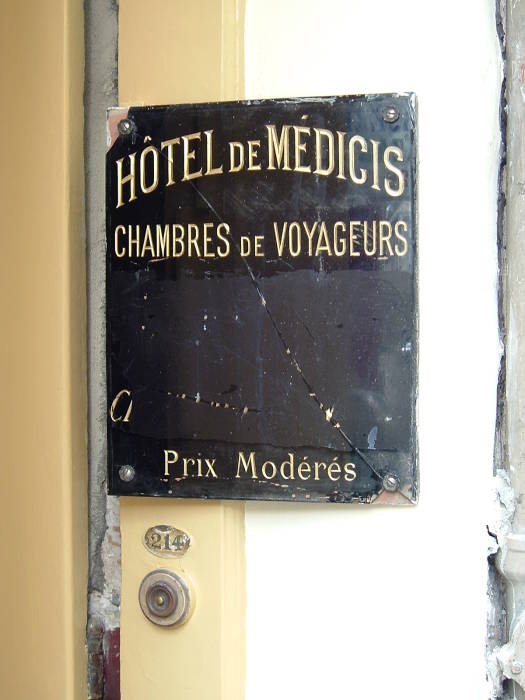 HÔTEL DE MÉDICIS
CHAMBRES DE VOYAGEURS
Prix Modérés
214